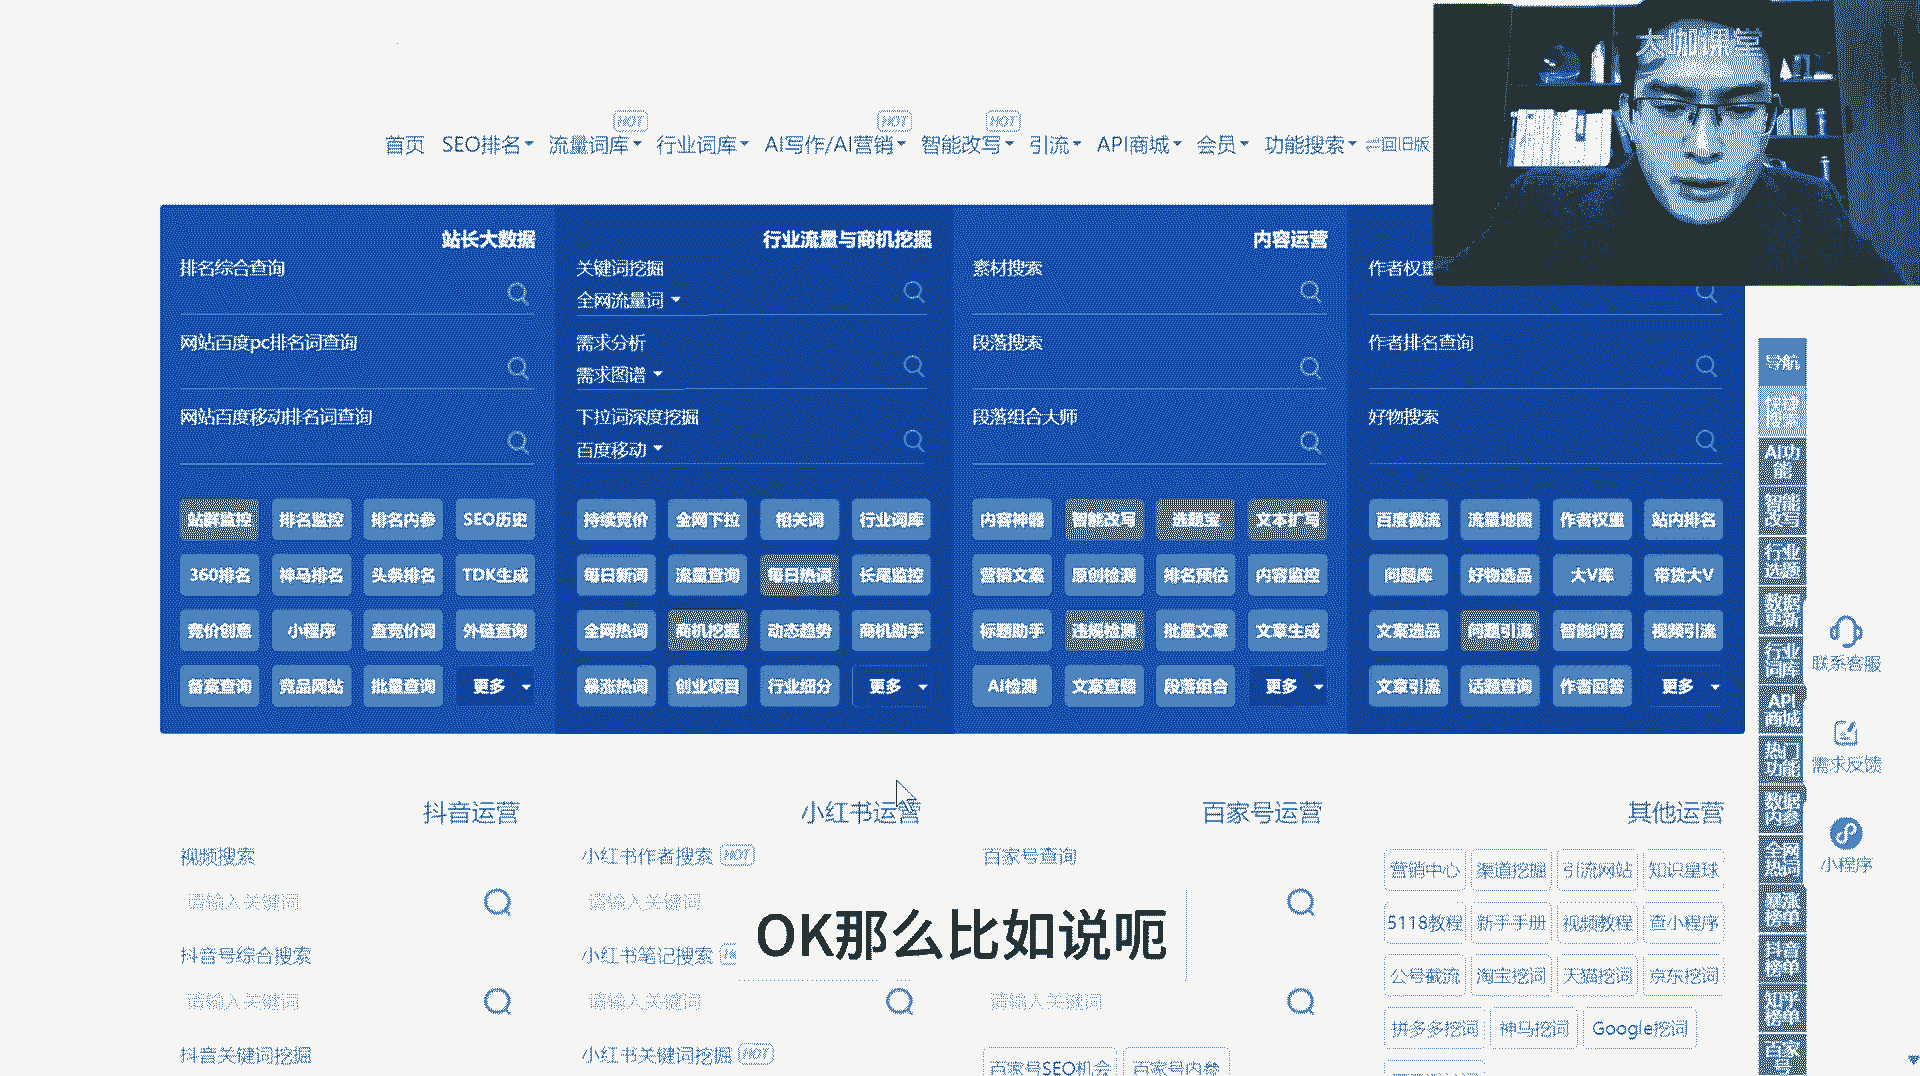 大咖课堂
HOT HOT HOT
首页 SEO排名 流量词库 行业词库 AI写作/AI营销 智能改写 引流 API商城 会员 功能搜索 回旧版
站长大数据
排名综合查询
网站百度pc排名词查询
网站百度移动排名词查询
站群监控 排名监控 排名内参 SEO历史
360排名 神马排名 头条排名 TDK生成
竞价创意 小程序 查竞价词 外链查询
备案查询 竞品网站 批量查询 更多
行业流量与商机挖掘
关键词挖掘
全网流量词
需求分析
需求图谱
下拉词深度挖掘
百度移动
持续竞价 全网下拉 相关词 行业词库
每日新词 流量查询 每日热词 长尾监控
全网热词 商机挖掘 动态趋势 商机助手
暴涨热词 创业项目 行业细分 更多
内容运营
素材搜索
段落搜索
段落组合大师
内容神器 智能改写 选题宝 文本扩写
营销文案 原创检测 排名预估 内容监控
标题助手 违规检测 批量文章 文章生成
AI检测 文案查题 段落组合 更多
作者权重
作者排名查询
好物搜索
百度截流 流量地图 作者权重 站内排名
问题库 好物选品 大V库 带货大V
文案选品 问题引流 智能问答 视频引流
文章引流 话题查询 作者回答 更多
抖音运营
视频搜索
请输入关键词
抖音号综合搜索
请输入关键词
抖音关键词挖掘
小红书运营
小红书作者搜索 HOT
请输入关键词
小红书笔记搜索
请输入关键词
小红书关键词挖掘 HOT
百家号运营
百家号查询
请输入关键词
百家号SEO机会 百家号内参
其他运营
营销中心 渠道挖掘 引流网站 知识星球
5118教程 新手手册 视频教程 查小程序
公号截流 淘宝挖词 天猫挖词 京东挖词
拼多多挖词 神马挖词 Google挖词
OK那么比如说呃
导航
快捷
搜索
AI功
能
智能
改写
行业
选题
数据
更新
行业
词库
API
商城
热门
功能
数据
内参
全网
热词
暴涨
榜单
抖音
榜单
知乎
榜单
百家
号
联系客服
需求反馈
小程序